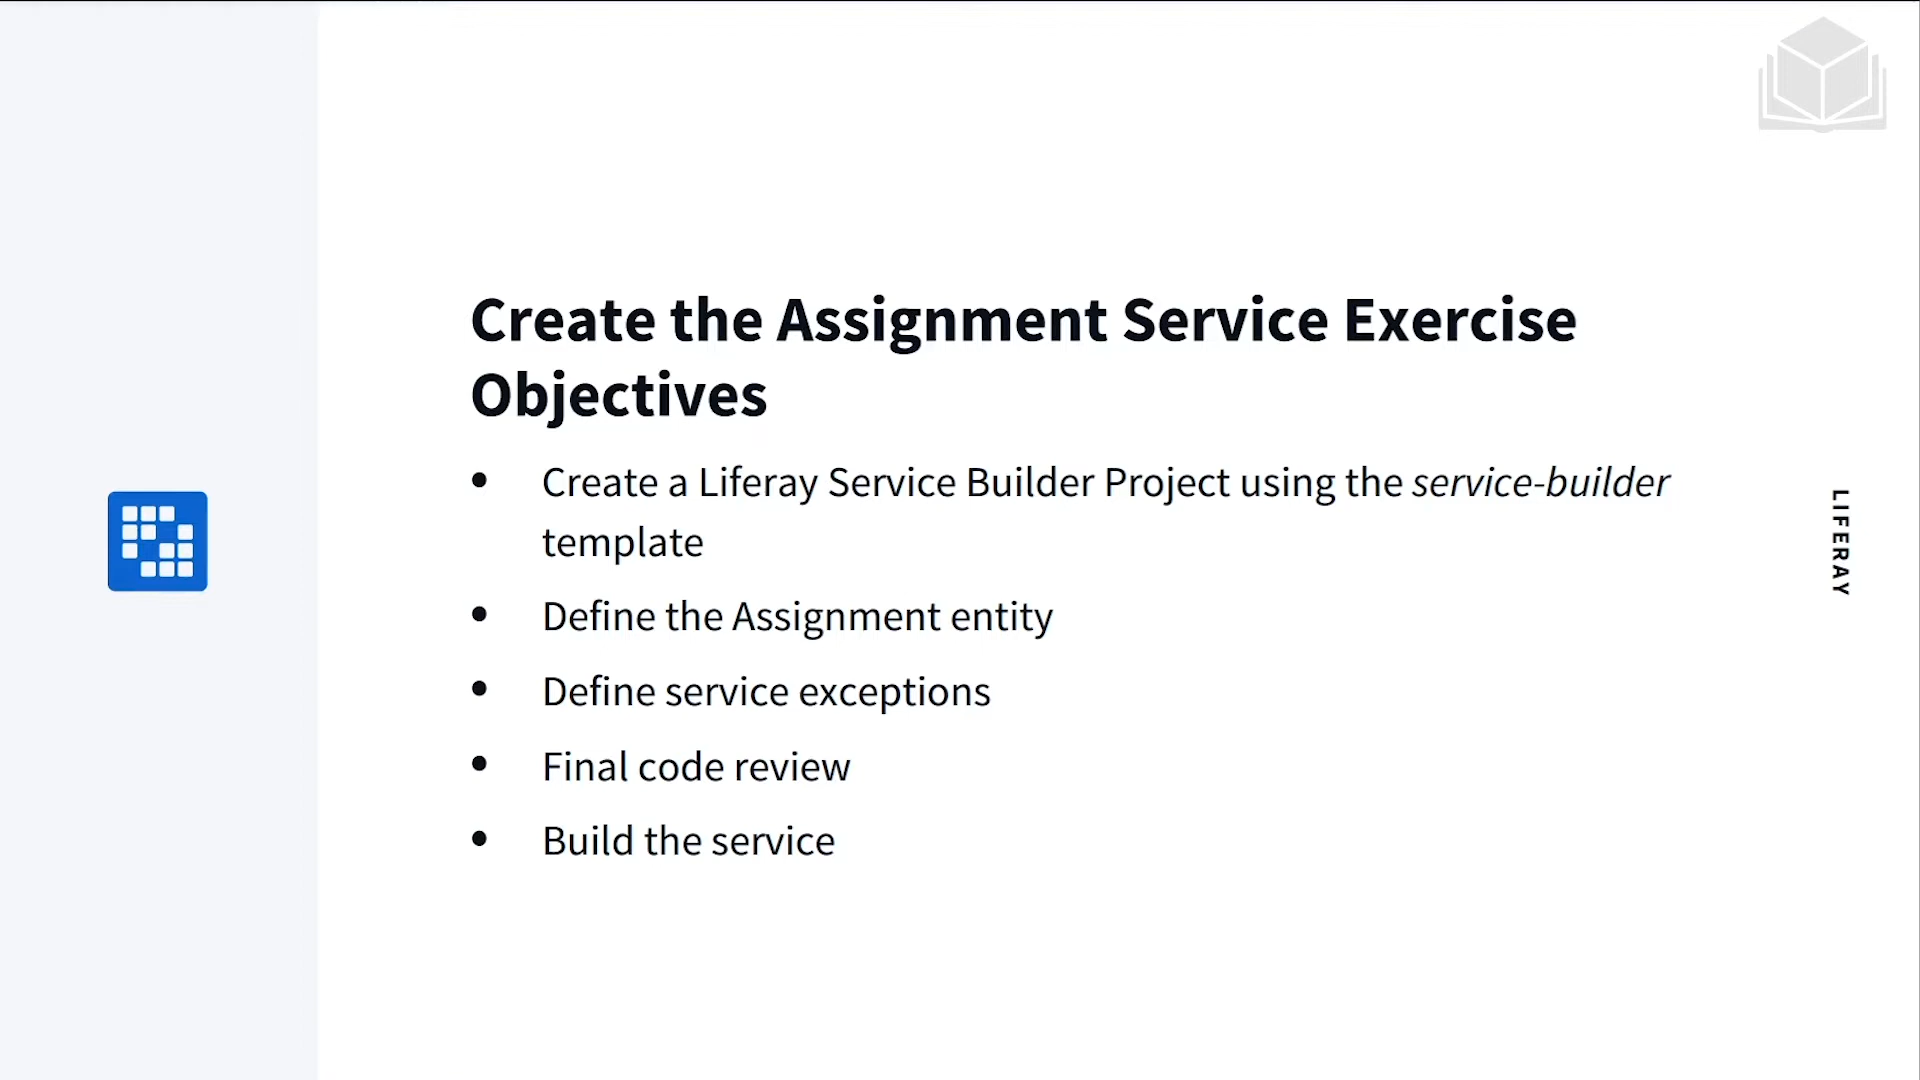 Create the Assignment Service Exercise
Objectives
• Create a Liferay Service Builder Project using the service-builder
template
• Define the Assignment entity
• Define service exceptions
• Final code review
• Build the service
LIFERAY